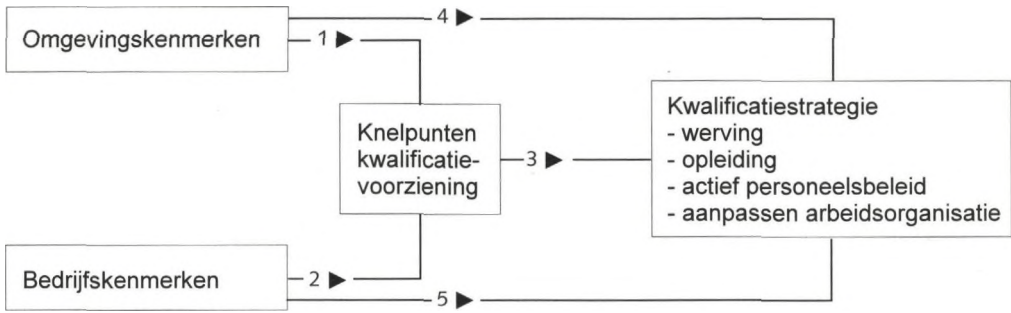 4 ►
Omgevingskenmerken
1 ►
Kwalificatiestrategie
- werving
- opleiding
- actief personeelsbeleid
- aanpassen arbeidsorganisatie
Knelpunten
kwalificatie-
voorziening
3 ►
Bedrijfskenmerken
2 ►
5 ►